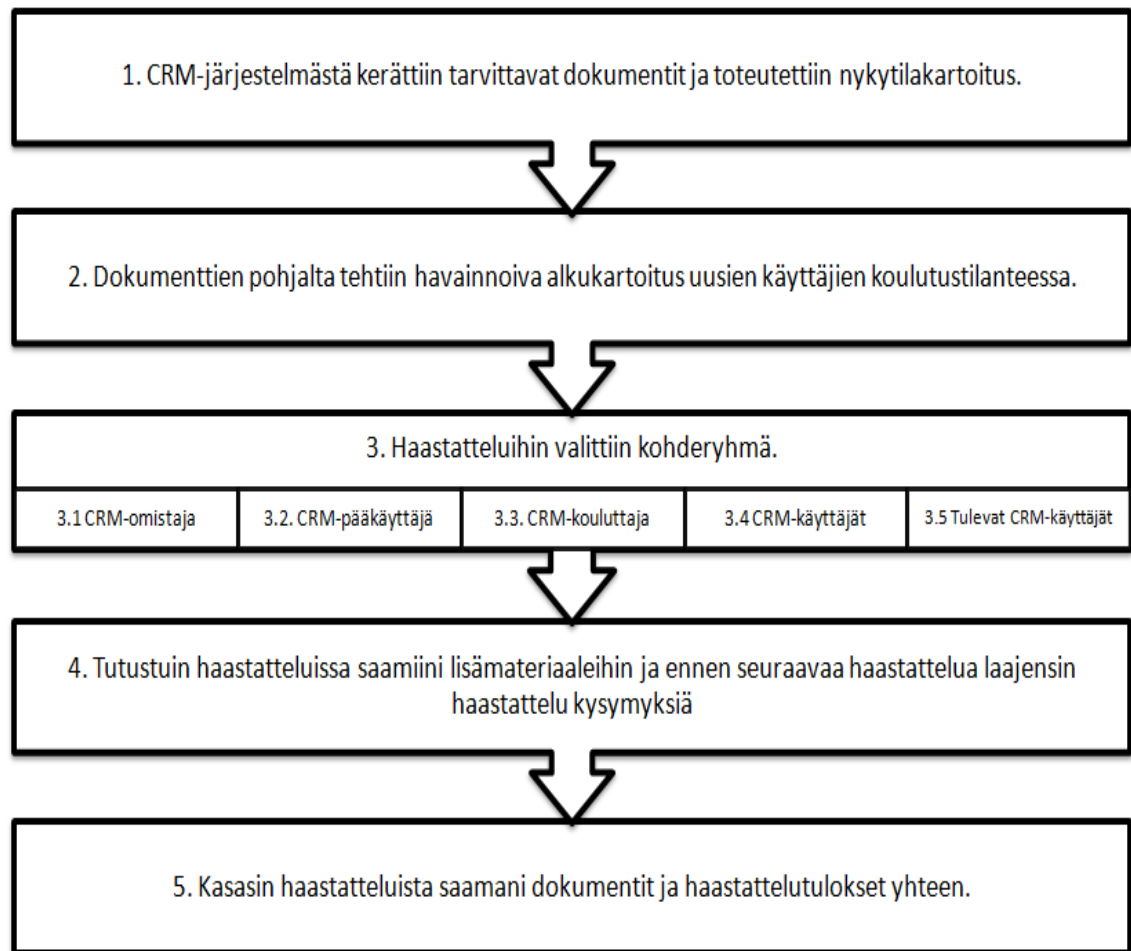 1. CRM-järjestelmästä kerättiin tarvittavat dokumentit ja toteutettiin nykytilakartoitus.
2. Dokumenttien pohjalta tehtiin havainnoiva alkukartoitus uusien käyttäjien koulutustilanteessa.
3. Haastatteluihin valittiin kohderyhmä.
3.1 CRM-omistaja
3.2. CRM-pääkäyttäjä
3.3. CRM-kouluttaja
3.4 CRM-käyttäjät
3.5 Tulevat CRM-käyttäjät
4. Tutustuin haastatteluissa saamiini lisämateriaaleihin ja ennen seuraavaa haastattelua laajensin
haastattelu kysymyksiä
5. Kasasin haastatteluista saamani dokumentit ja haastattelutulokset yhteen.